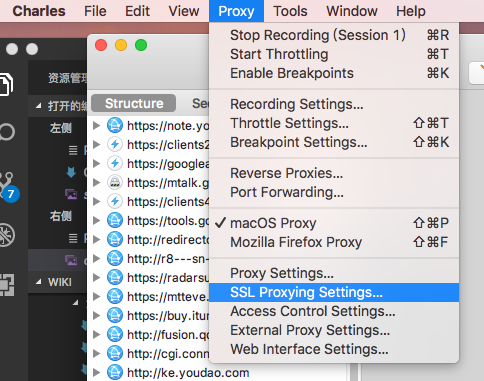 Charles File Edit View Proxy Tools Window Help
Stop Recording (Session 1) ⌘R
Start Throttling ⌘T
Enable Breakpoints ⌘K
Recording Settings...
Throttle Settings... ⇧⌘T
Breakpoint Settings... ⇧⌘K
Reverse Proxies...
Port Forwarding...
✓ macOS Proxy ⇧⌘P
Mozilla Firefox Proxy ⇧⌘F
Proxy Settings...
SSL Proxying Settings...
Access Control Settings...
External Proxy Settings...
Web Interface Settings...
资源管
打开的
左侧
右侧
WIKI
7
Structure Se
https://note.yo
https://clients2
https://googlea
https://mtalk.g
https://clients4
https://tools.go
http://redirecto
http://r8---sn-
https://radarsu
https://mtteve.
https://buy.itur
http://fusion.qq
http://cgi.conn
http://ke.youdao.com